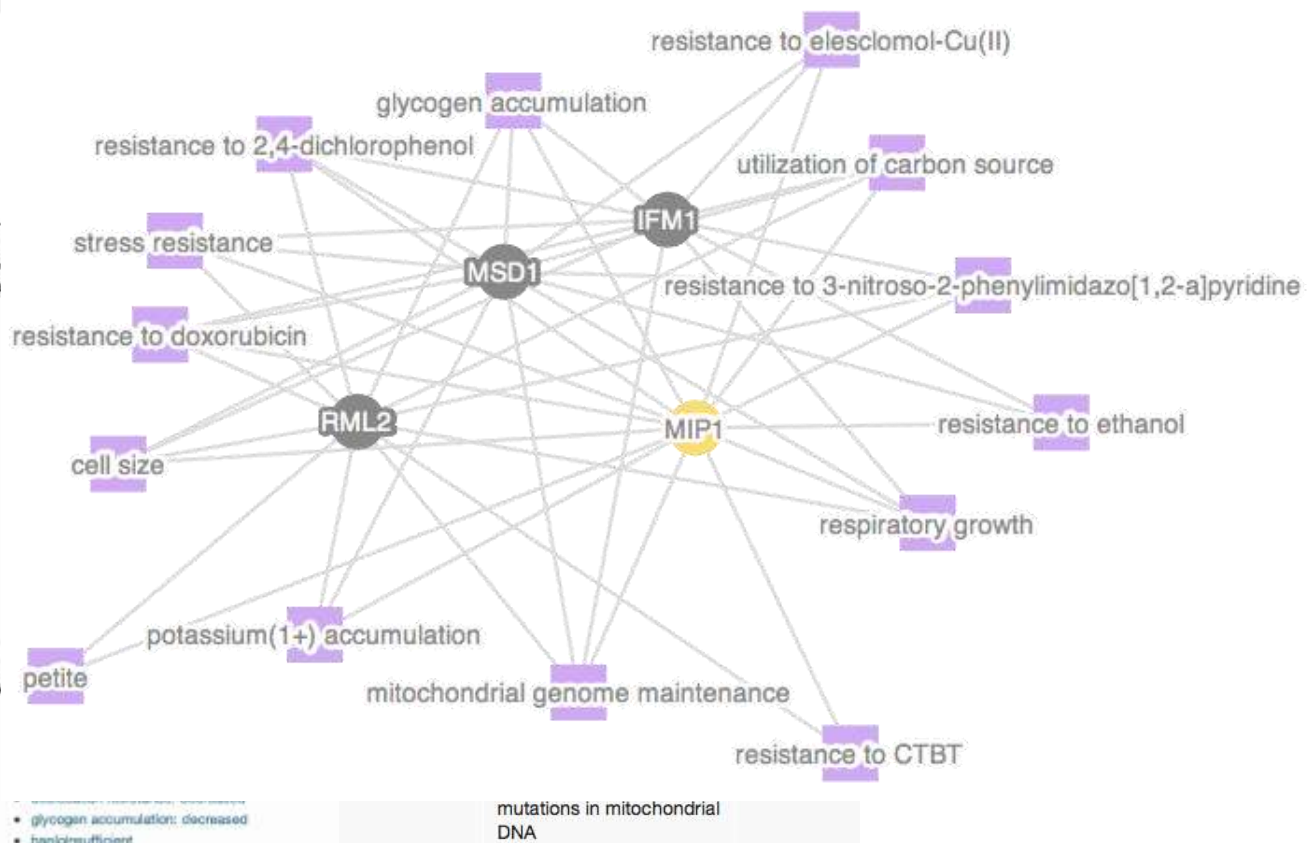 resistance to elesclomol-Cu(II)
glycogen accumulation
resistance to 2,4-dichlorophenol
utilization of carbon source
IFM1
stress resistance
MSD1
resistance to 3-nitroso-2-phenylimidazo[1,2-a]pyridine
resistance to doxorubicin
RML2
MIP1
resistance to ethanol
cell size
respiratory growth
potassium(1+) accumulation
petite
mitochondrial genome maintenance
resistance to CTBT
mutations in mitochondrial
DNA
glycogen accumulation: decreased
haploinsufficient